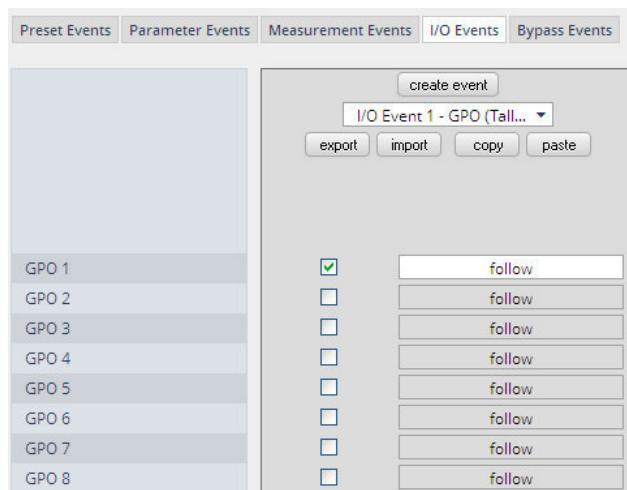 Preset Events Parameter Events Measurement Events I/O Events Bypass Events
create event
I/O Event 1 - GPO (Tall...
export import copy paste
GPO 1 follow
GPO 2 follow
GPO 3 follow
GPO 4 follow
GPO 5 follow
GPO 6 follow
GPO 7 follow
GPO 8 follow